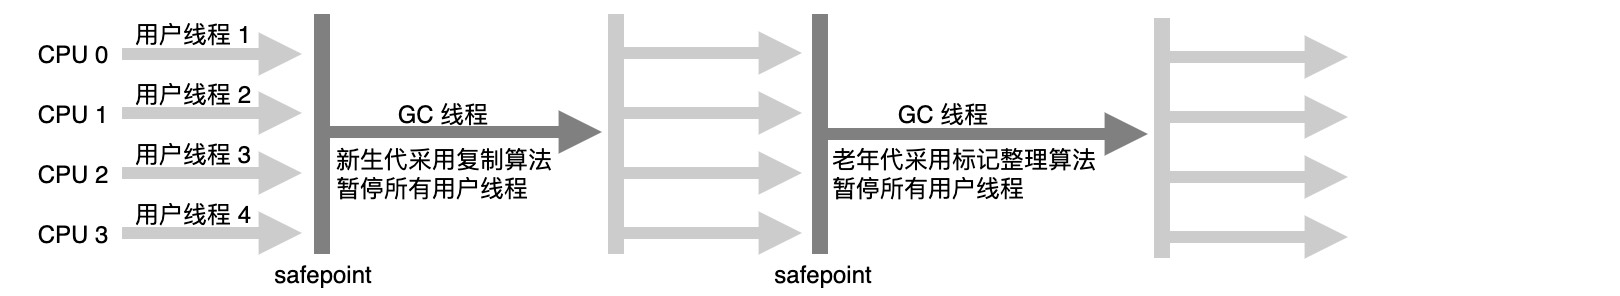 用户线程 1
CPU 0
用户线程 2
CPU 1
用户线程 3
CPU 2
用户线程 4
CPU 3
safepoint
GC 线程
新生代采用复制算法
暂停所有用户线程
safepoint
GC 线程
老年代采用标记整理算法
暂停所有用户线程